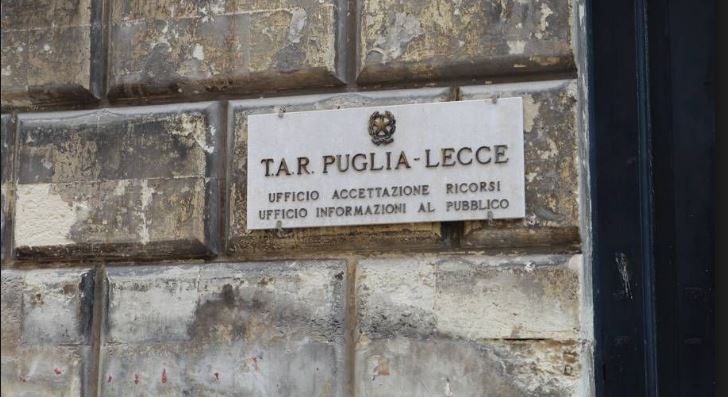 T.A.R. PUGLIA-LECCE
UFFICIO ACCETTAZIONE RICORSI
UFFICIO INFORMAZIONI AL PUBBLICO